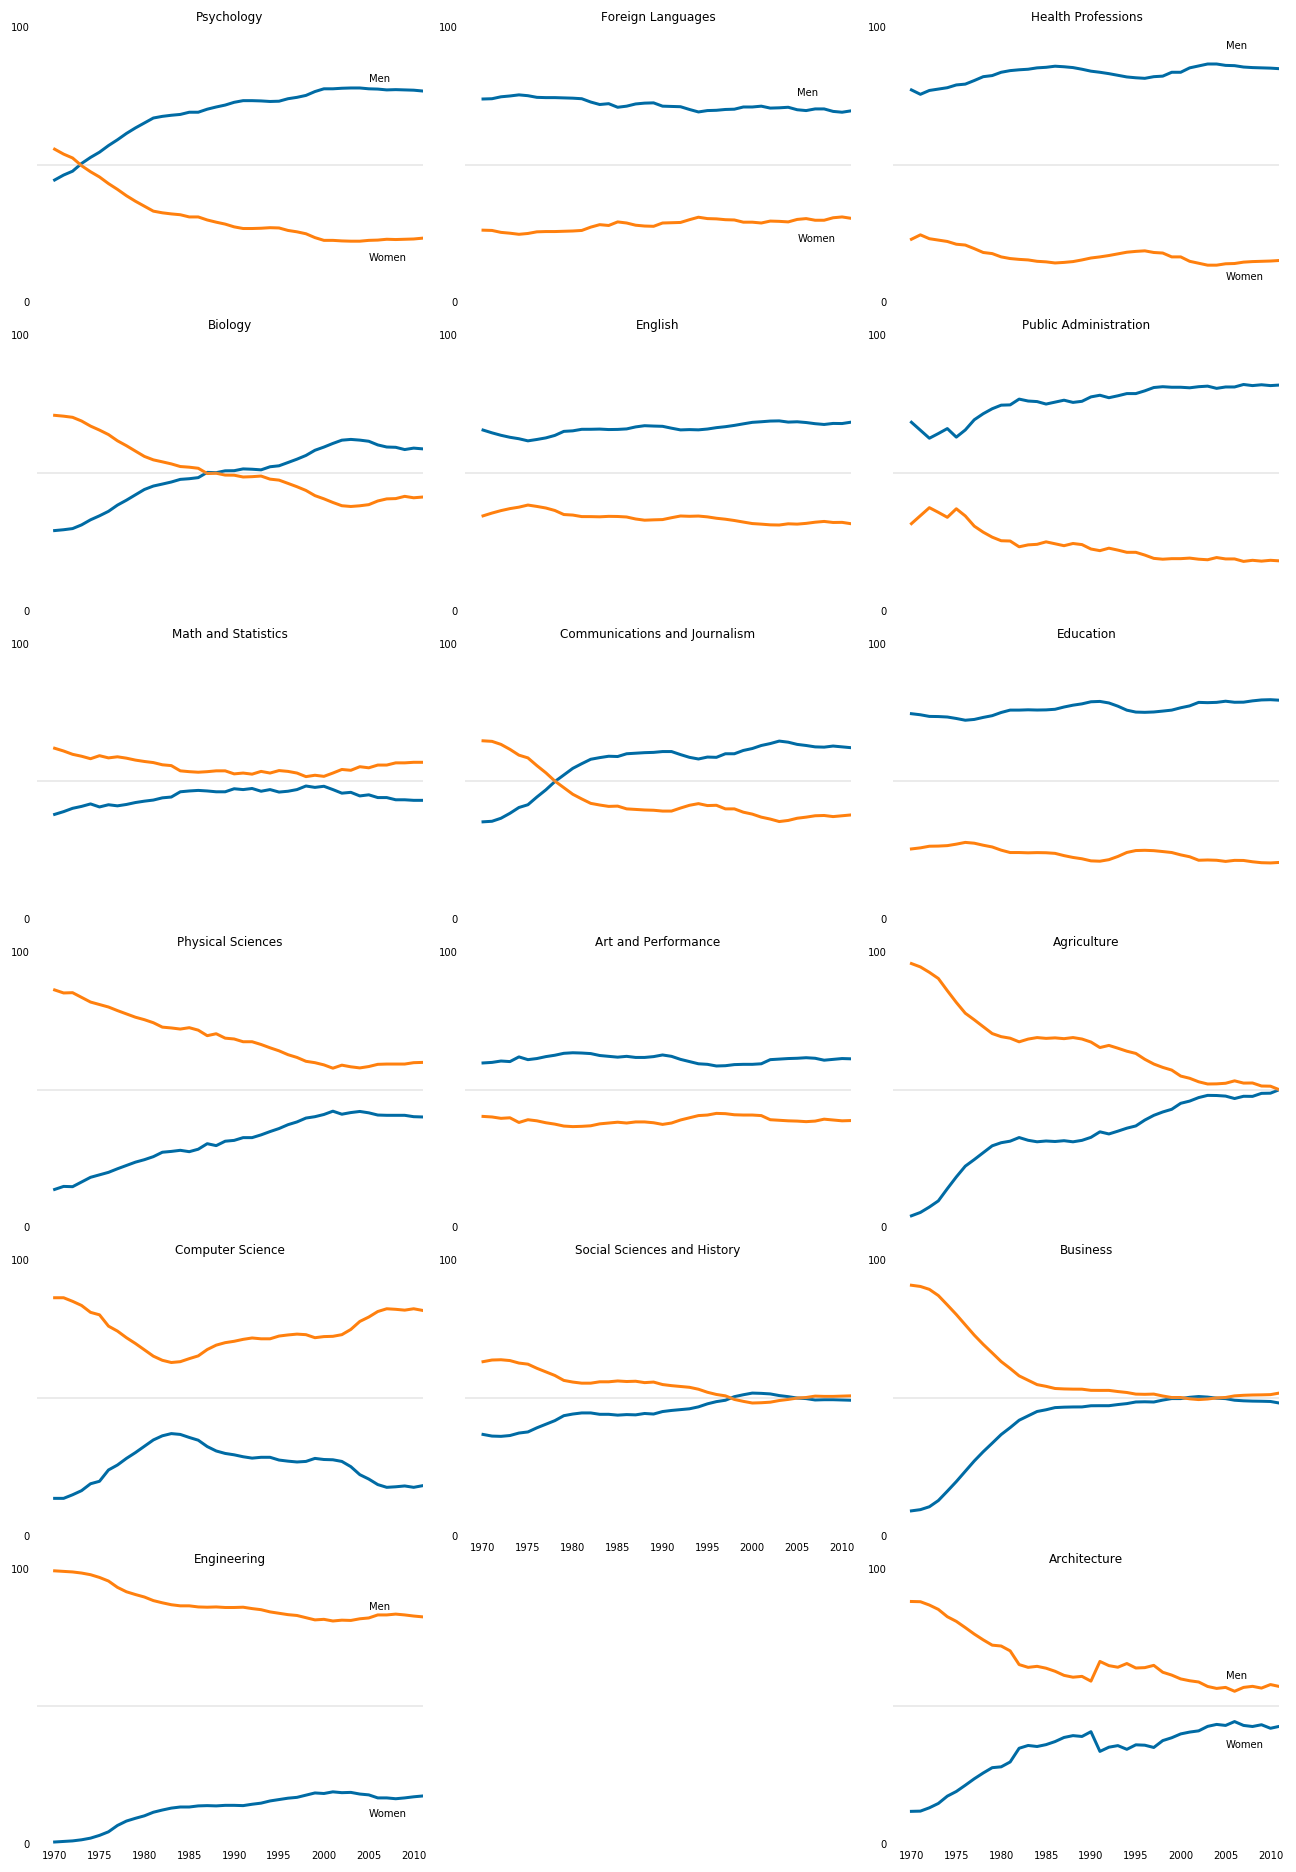 Psychology
Foreign Languages
Health Professions
100
100
100
Men
Men
Men
Women
Women
Women
0
0
0
Biology
English
Public Administration
100
100
100
0
0
0
Math and Statistics
Communications and Journalism
Education
100
100
100
0
0
0
Physical Sciences
Art and Performance
Agriculture
100
100
100
0
0
0
Computer Science
Social Sciences and History
Business
100
100
100
0
0
0
1970 1975 1980 1985 1990 1995 2000 2005 2010
Engineering
Architecture
100
100
Men
Men
Women
Women
0
0
1970 1975 1980 1985 1990 1995 2000 2005 2010
1970 1975 1980 1985 1990 1995 2000 2005 2010